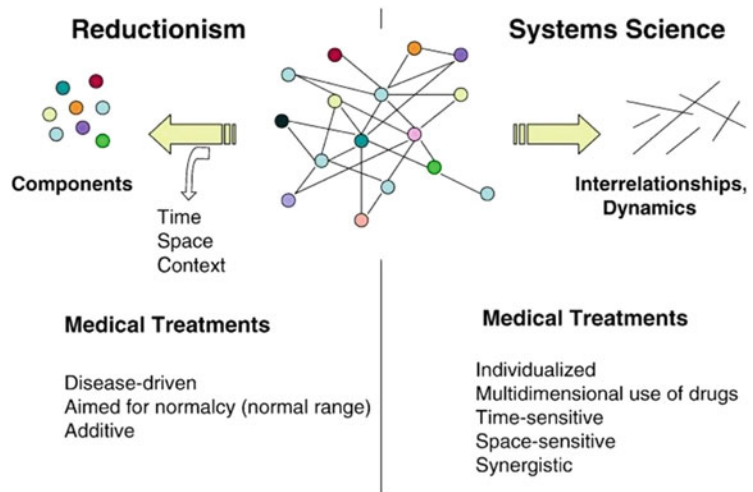 Reductionism
Systems Science
Components
Time
Space
Context
Interrelationships,
Dynamics
Medical Treatments
Disease-driven
Aimed for normalcy (normal range)
Additive
Medical Treatments
Individualized
Multidimensional use of drugs
Time-sensitive
Space-sensitive
Synergistic